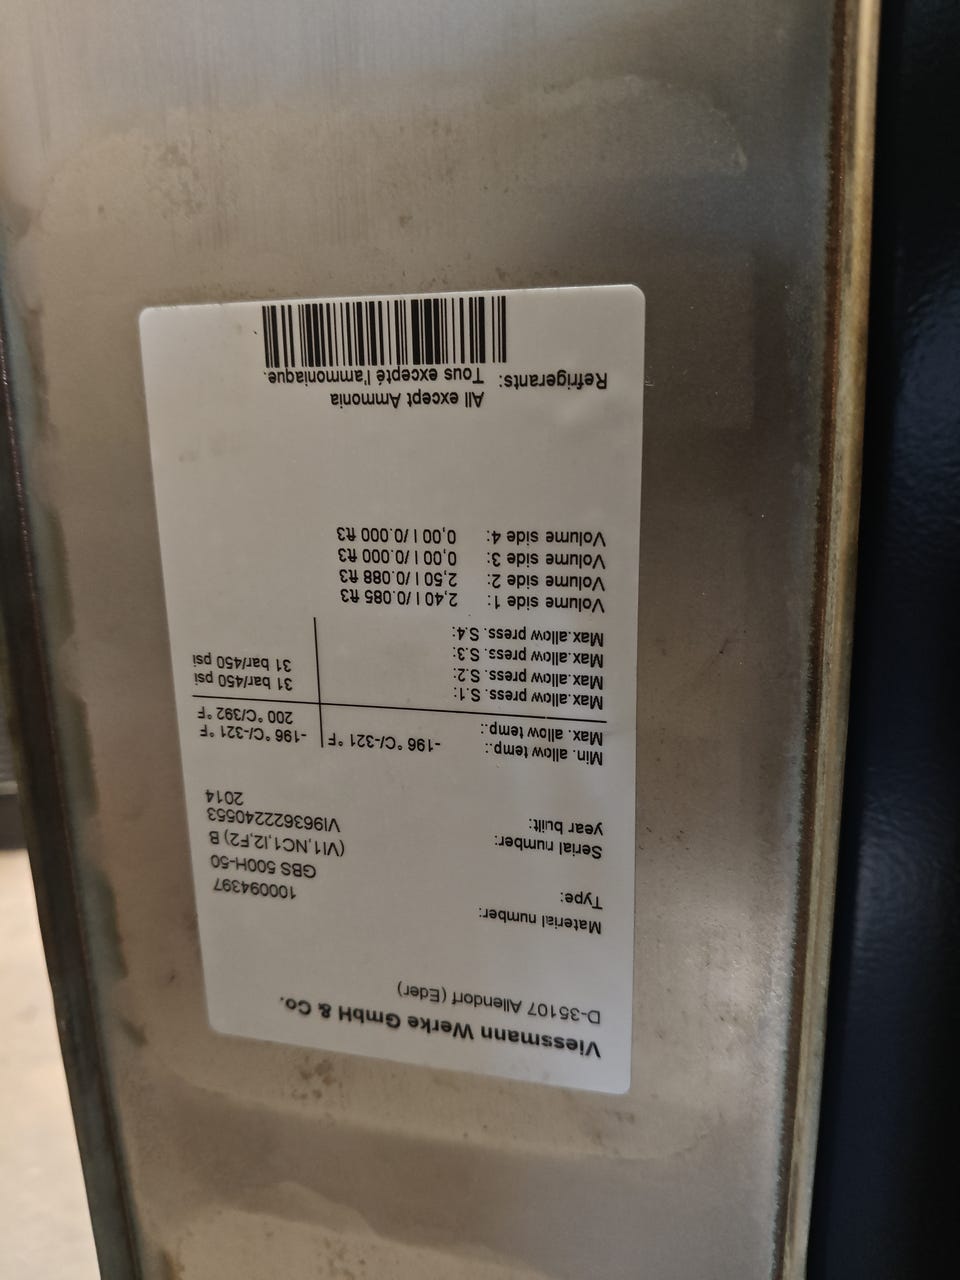 Viessmann Werke GmbH & Co.
D-35107 Allendorf (Eder)
Material number: 100094397
Type: GBS 500H-50
(VI1,NC1,I2,F2) B
Serial number: VI963622240553
year built: 2014
Min. allow temp.: -196 °C/-321 °F -196 °C/-321 °F
Max. allow temp.: 200 °C/392 °F
Max.allow press. S.1: 31 bar/450 psi
Max.allow press. S.2: 31 bar/450 psi
Max.allow press. S.3:
Max.allow press. S.4:
Volume side 1: 2,40 l /0.085 ft3
Volume side 2: 2,50 l /0.088 ft3
Volume side 3: 0,00 l /0.000 ft3
Volume side 4: 0,00 l /0.000 ft3
All except Ammonia
Refrigerants: Tous excepté l'ammoniaque.